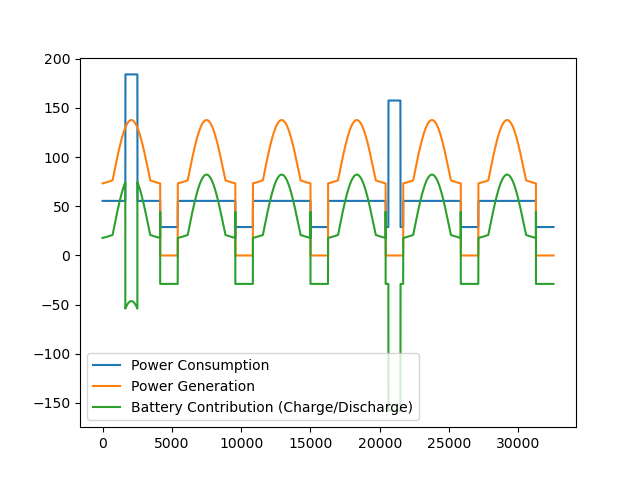 200
150
100
50
0
−50
−100
−150
Power Consumption
Power Generation
Battery Contribution (Charge/Discharge)
0 5000 10000 15000 20000 25000 30000